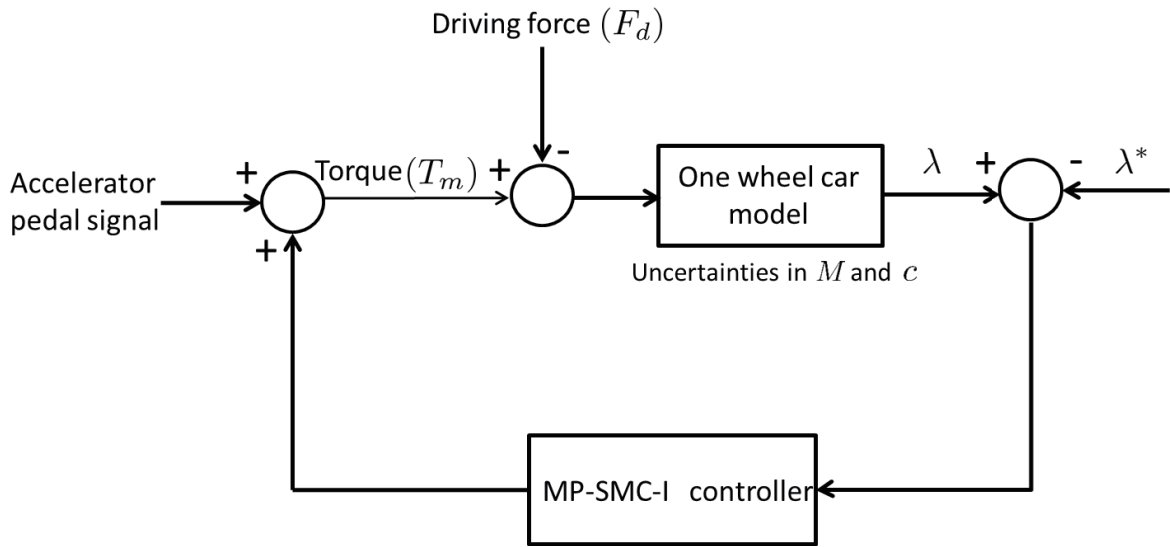 Driving force (F_d)
-
Accelerator
pedal signal
+
+
Torque(T_m)
+
One wheel car
model
λ
+
-
λ*
Uncertainties in M and c
MP-SMC-I controller